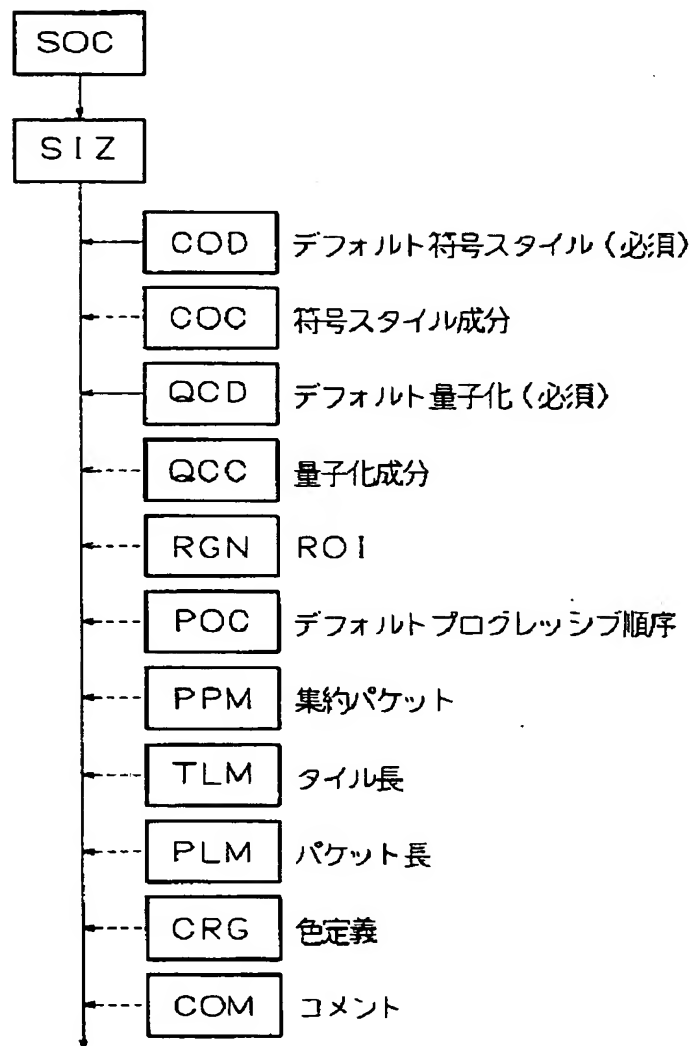 SOC
SIZ
COD デフォルト符号スタイル(必須)
COC 符号スタイル成分
QCD デフォルト量子化(必須)
QCC 量子化成分
RGN ROI
POC デフォルトプログレッシブ順序
PPM 集約パケット
TLM タイル長
PLM パケット長
CRG 色定義
COM コメント